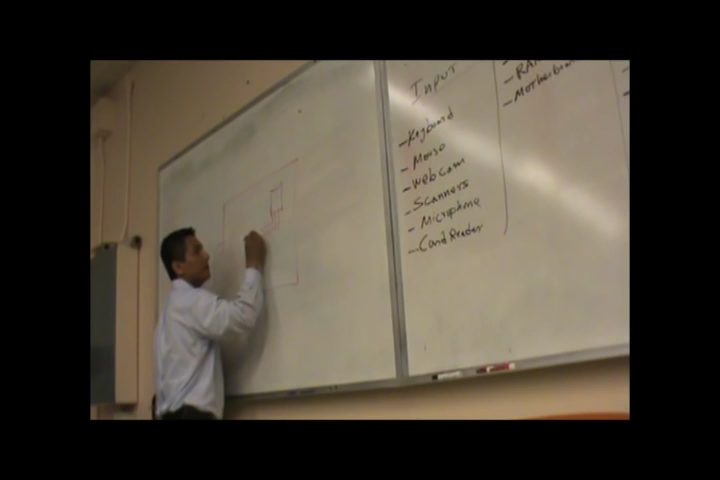 Input
- Keyboard
- Mouse
- Webcam
- Scanners
- Microphone
- Card Reader
- RAM
- Motherboard